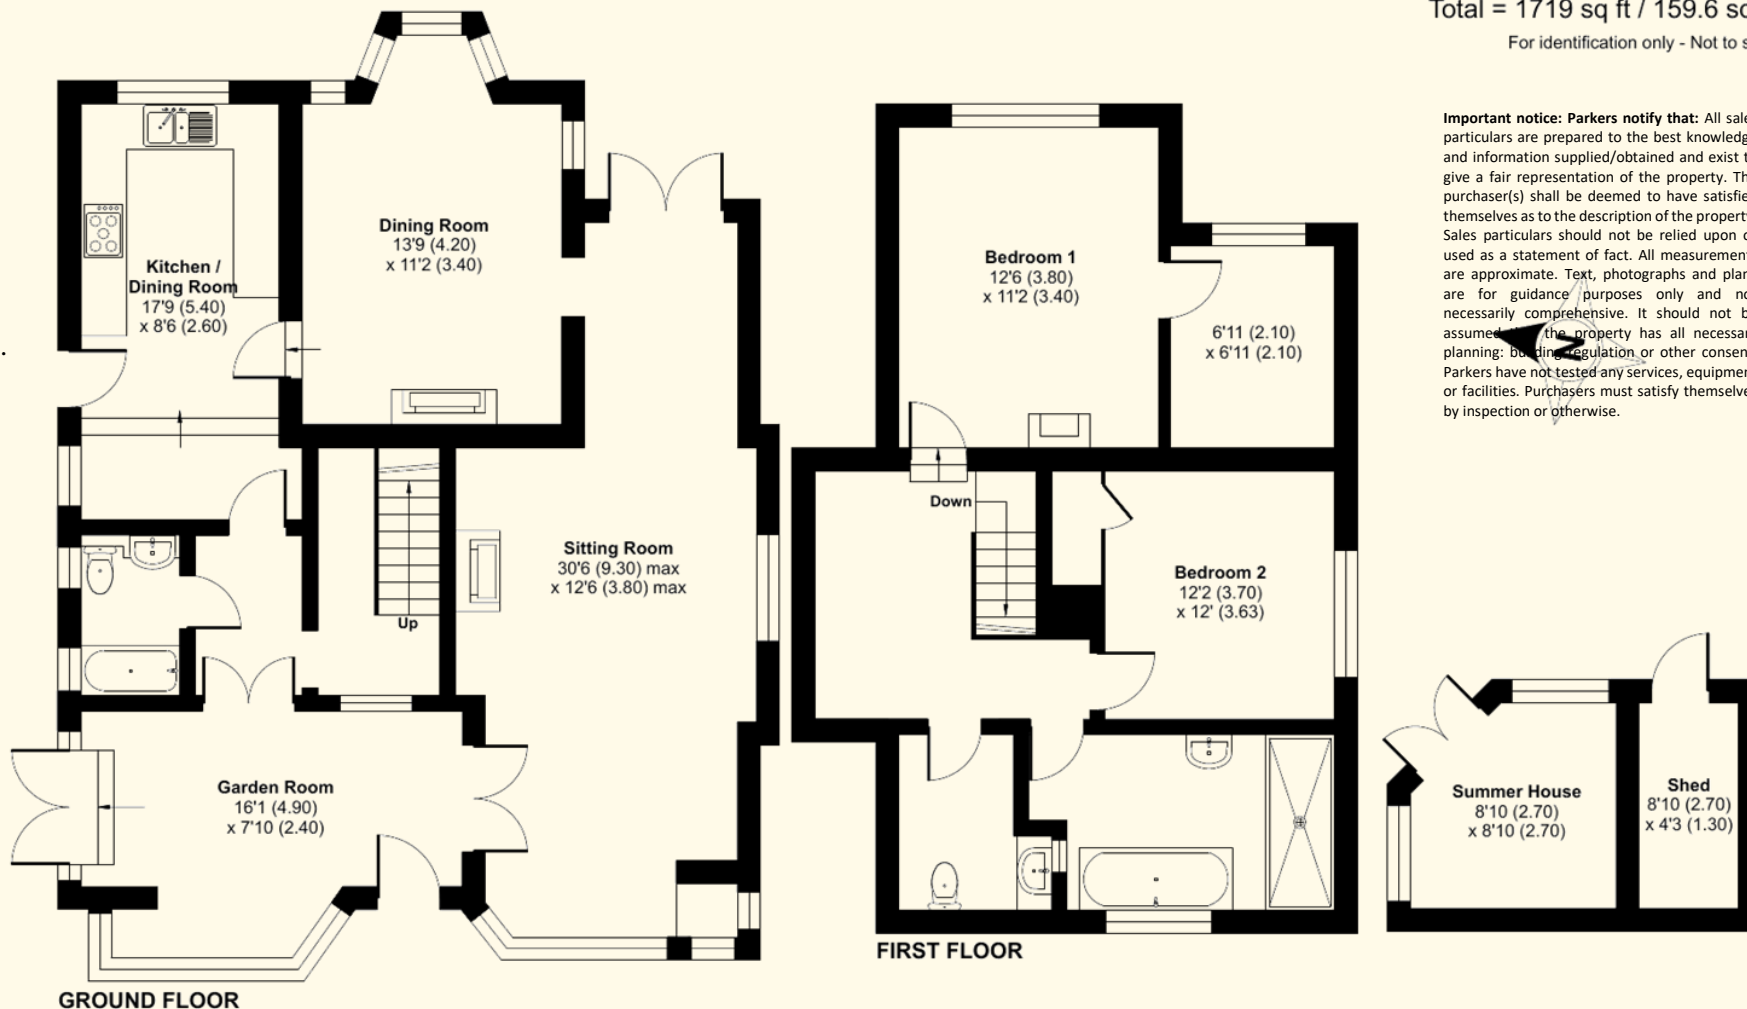 Total = 1719 sq ft / 159.6
For identification only - Not to
Important notice: Parkers notify that: All
particulars are prepared to the best
and information supplied/obtained and exist
give a fair representation of the property.
purchaser(s) shall be deemed to have
themselves as to the description of the
Sales particulars should not be relied upon
used as a statement of fact. All
are approximate. Text, photographs and
are for guidance purposes only and
necessarily comprehensive. It should not
assumed the property has all
planning: building regulation or other
Parkers have not tested any services,
or facilities. Purchasers must satisfy
by inspection or otherwise.
N
Dining Room
13'9 (4.20)
x 11'2 (3.40)
Kitchen /
Dining Room
17'9 (5.40)
x 8'6 (2.60)
Sitting Room
30'6 (9.30) max
x 12'6 (3.80) max
Up
Garden Room
16'1 (4.90)
x 7'10 (2.40)
GROUND FLOOR
Bedroom 1
12'6 (3.80)
x 11'2 (3.40)
6'11 (2.10)
x 6'11 (2.10)
Down
Bedroom 2
12'2 (3.70)
x 12' (3.63)
FIRST FLOOR
Summer House
8'10 (2.70)
x 8'10 (2.70)
Shed
8'10 (2.70)
x 4'3 (1.30)